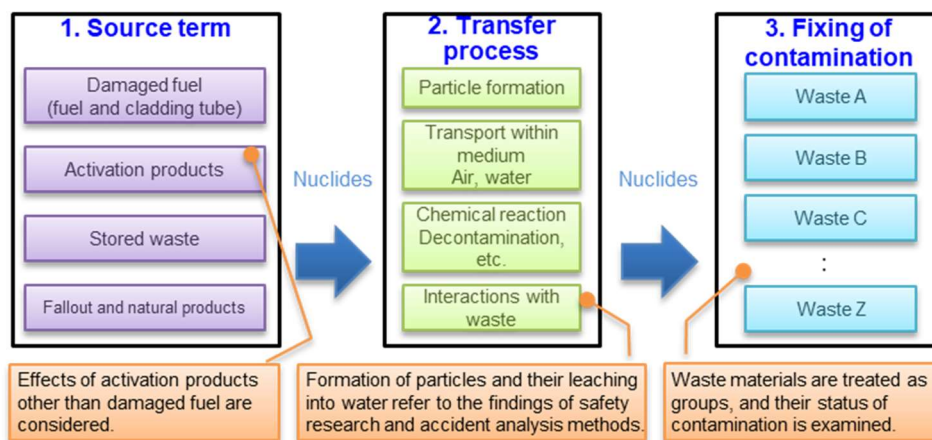 1. Source term
Damaged fuel
(fuel and cladding tube)
Activation products
Stored waste
Fallout and natural products
Nuclides
2. Transfer
process
Particle formation
Transport within
medium
Air, water
Chemical reaction
Decontamination,
etc.
Interactions with
waste
Nuclides
3. Fixing of
contamination
Waste A
Waste B
Waste C
:
Waste Z
Effects of activation products
other than damaged fuel are
considered.
Formation of particles and their leaching
into water refer to the findings of safety
research and accident analysis methods.
Waste materials are treated as
groups, and their status of
contamination is examined.